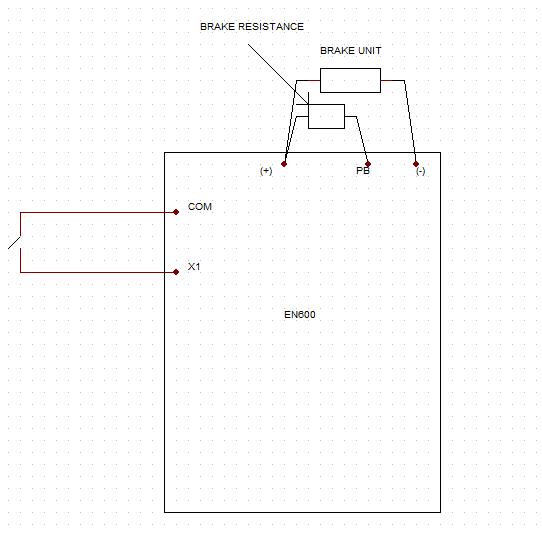 BRAKE RESISTANCE
BRAKE UNIT
(+)
PB
(-)
COM
X1
EN600